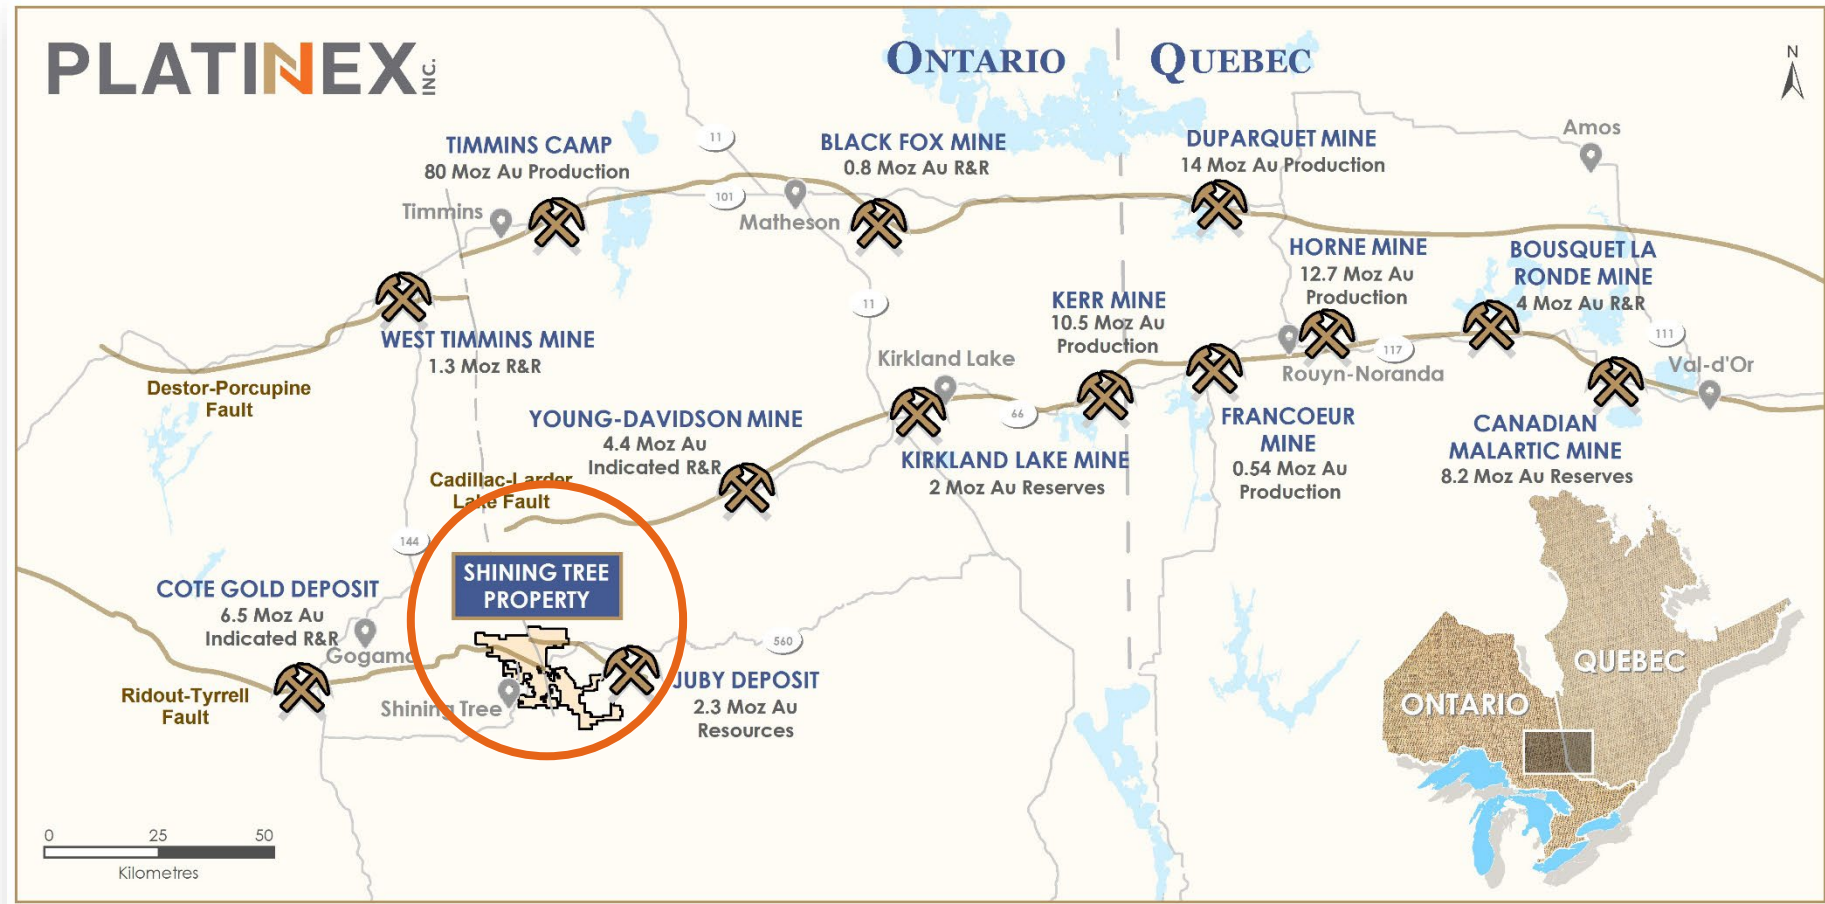 PLATINEX INC.
ONTARIO
QUEBEC
N
TIMMINS CAMP
80 Moz Au Production
11
BLACK FOX MINE
0.8 Moz Au R&R
DUPARQUET MINE
14 Moz Au Production
Amos
Timmins
101
Matheson
HORNE MINE
12.7 Moz Au
Production
BOUSQUET LA
RONDE MINE
4 Moz Au R&R
WEST TIMMINS MINE
1.3 Moz R&R
11
KERR MINE
10.5 Moz Au
Production
111
117
Val-d'Or
Kirkland Lake
Rouyn-Noranda
Destor-Porcupine
Fault
YOUNG-DAVIDSON MINE
4.4 Moz Au
Indicated R&R
66
FRANCOEUR
MINE
0.54 Moz Au
Production
CANADIAN
MALARTIC MINE
8.2 Moz Au Reserves
KIRKLAND LAKE MINE
2 Moz Au Reserves
Cadillac-Larder
Lake Fault
144
SHINING TREE
PROPERTY
COTE GOLD DEPOSIT
6.5 Moz Au
Indicated R&R
Gogama
560
Ridout-Tyrrell
Fault
Shining Tree
JUBY DEPOSIT
2.3 Moz Au
Resources
QUEBEC
ONTARIO
0 25 50
Kilometres